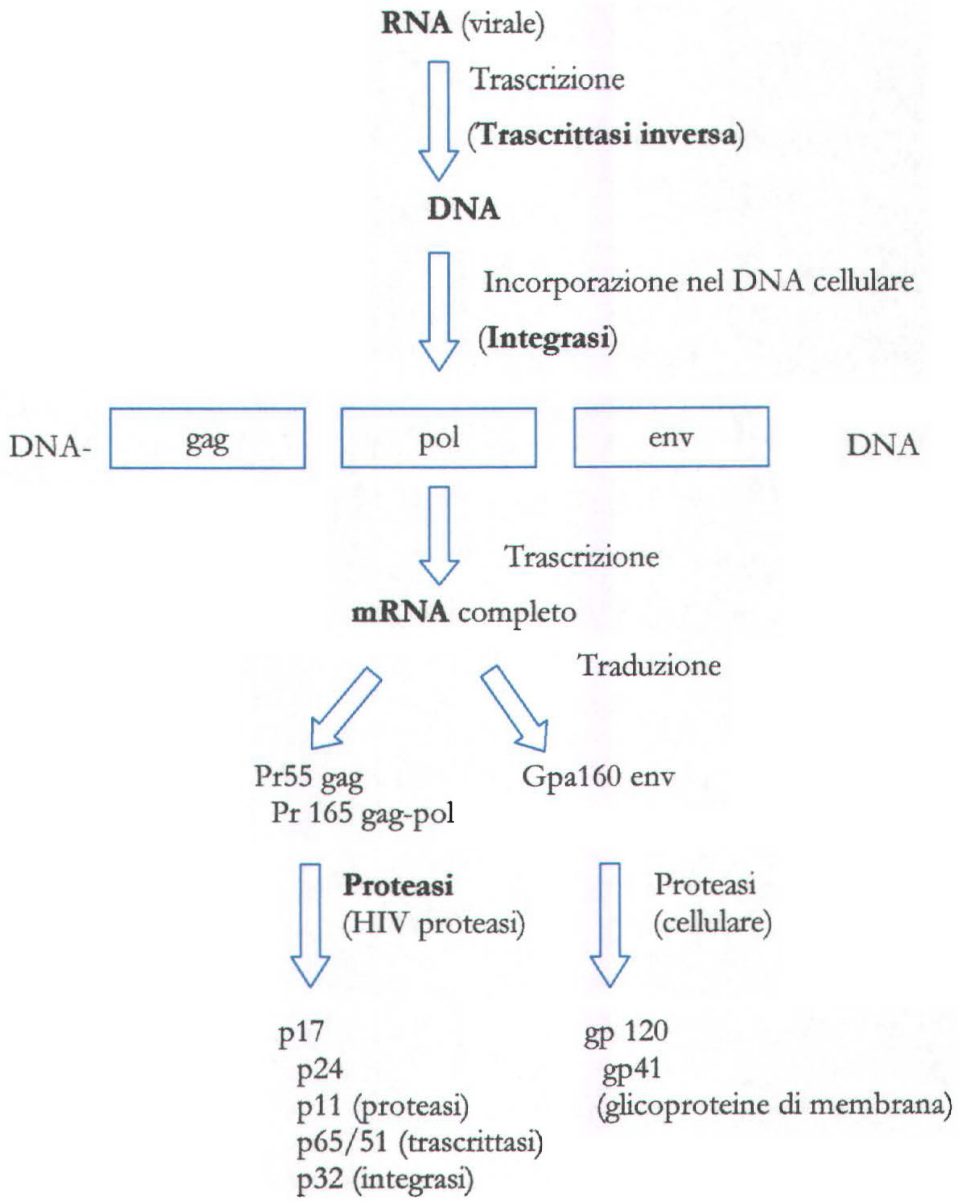 RNA (virale)
Trascrizione
(Trascrittasi inversa)
DNA
Incorporazione nel DNA cellulare
(Integrasi)
DNA- gag pol env DNA
Trascrizione
mRNA completo
Traduzione
Pr55 gag
Pr 165 gag-pol
Gpa160 env
Proteasi
(HIV proteasi)
Proteasi
(cellulare)
p17
p24
p11 (proteasi)
p65/51 (trascrittasi)
p32 (integrasi)
gp 120
gp41
(glicoproteine di membrana)